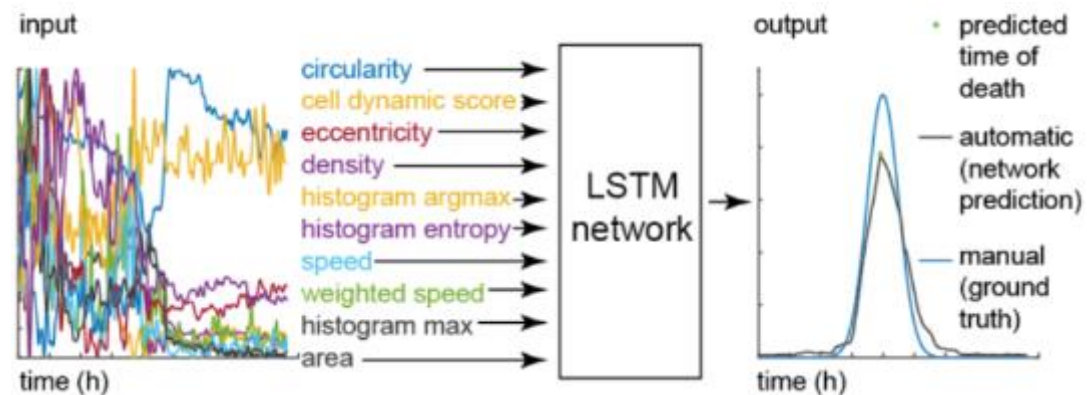 input
circularity
cell dynamic score
eccentricity
density
histogram argmax
histogram entropy
speed
weighted speed
histogram max
area
time (h)
LSTM
network
output
predicted
time of
death
automatic
(network
prediction)
manual
(ground
truth)
time (h)